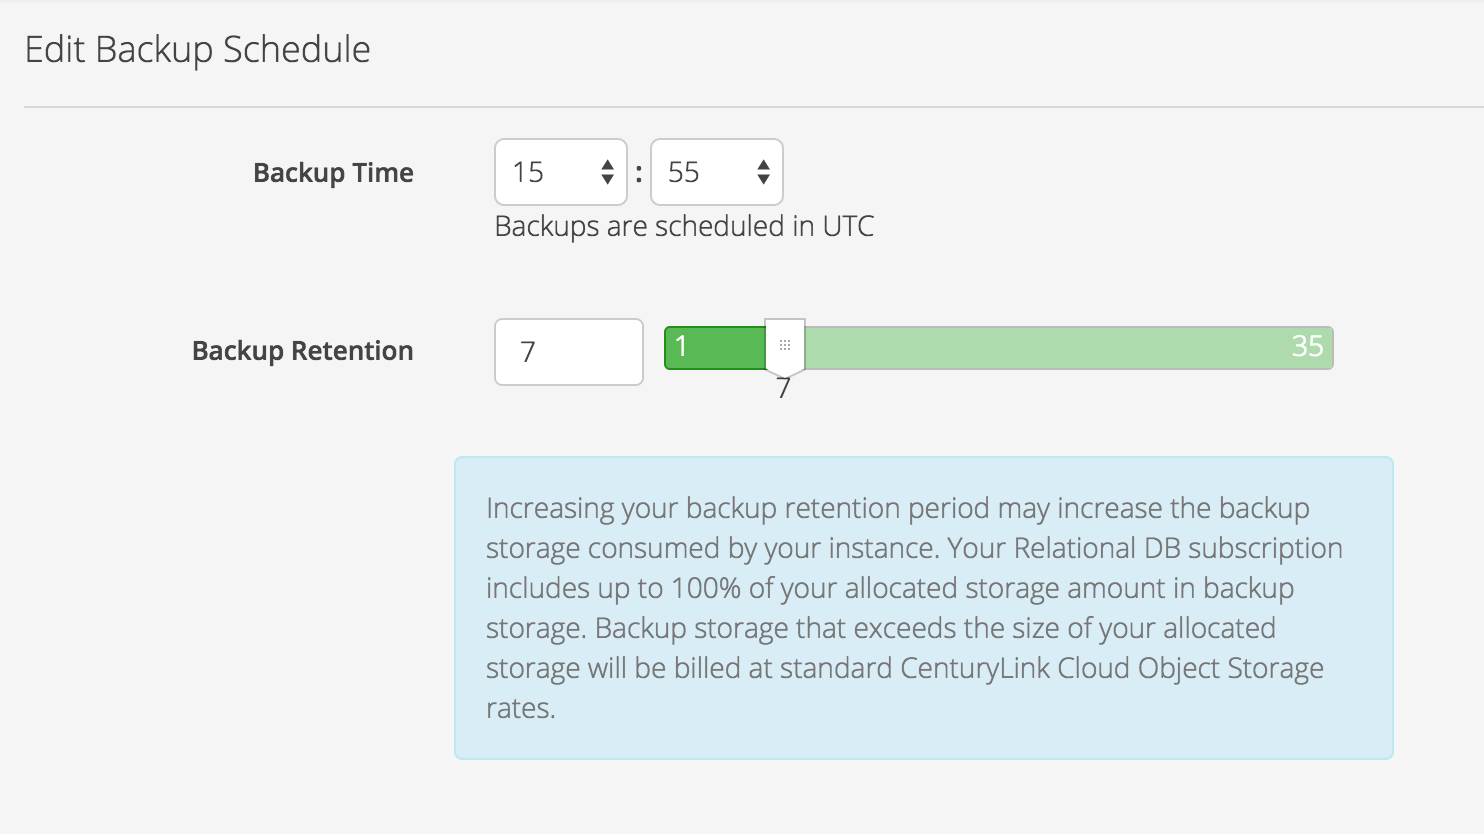 Edit Backup Schedule
Backup Time 15 : 55
Backups are scheduled in UTC
Backup Retention 7 1 35
7
Increasing your backup retention period may increase the backup
storage consumed by your instance. Your Relational DB subscription
includes up to 100% of your allocated storage amount in backup
storage. Backup storage that exceeds the size of your allocated
storage will be billed at standard CenturyLink Cloud Object Storage
rates.